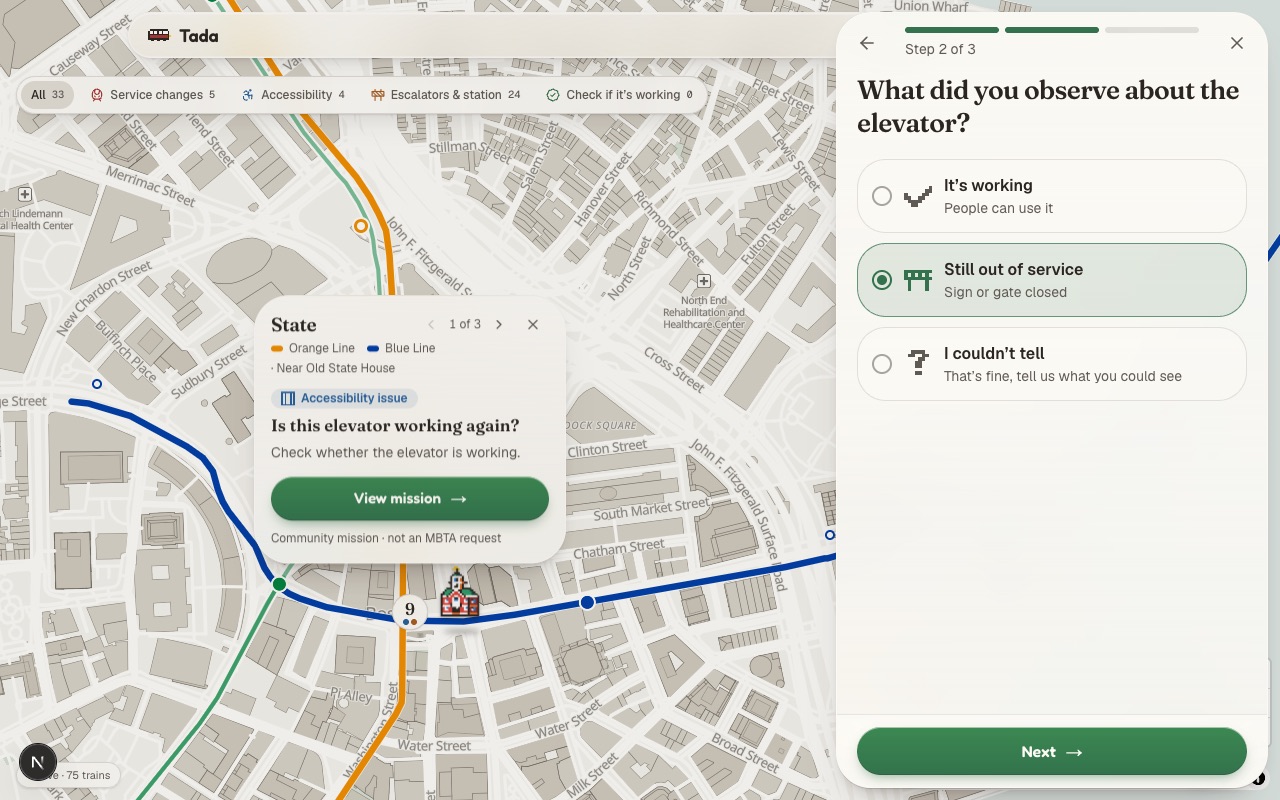 Tada
All 33
Service changes 5
Accessibility 4
Escalators & station 24
Check if it's working 0
Union Wharf
Causeway Street
Merrimac Street
Stillman Street
Salem Street
Hanover Street
Richmond Street
North Street
Fulton Street
Fleet Street
Lewis Street
John F. Fitzgerald S
New Chardon Street
Bulfinch Place
Sudbury Street
North End
Rehabilitation and
Healthcare Center
Cross Street
DOCK SQUARE
Clinton Street
South Market Street
Chatham Street
John F. Fitzgerald Surface Road
State
1 of 3
Orange Line
Blue Line
· Near Old State House
Accessibility issue
Is this elevator working again?
Check whether the elevator is working.
View mission →
Community mission · not an MBTA request
9
Pi Alley
Washington Street
Water Street
Water Street
Milk Street
Broad Street
N
· 75 trains
Step 2 of 3
What did you observe about the
elevator?
It's working
People can use it
Still out of service
Sign or gate closed
I couldn't tell
That's fine, tell us what you could see
Next →